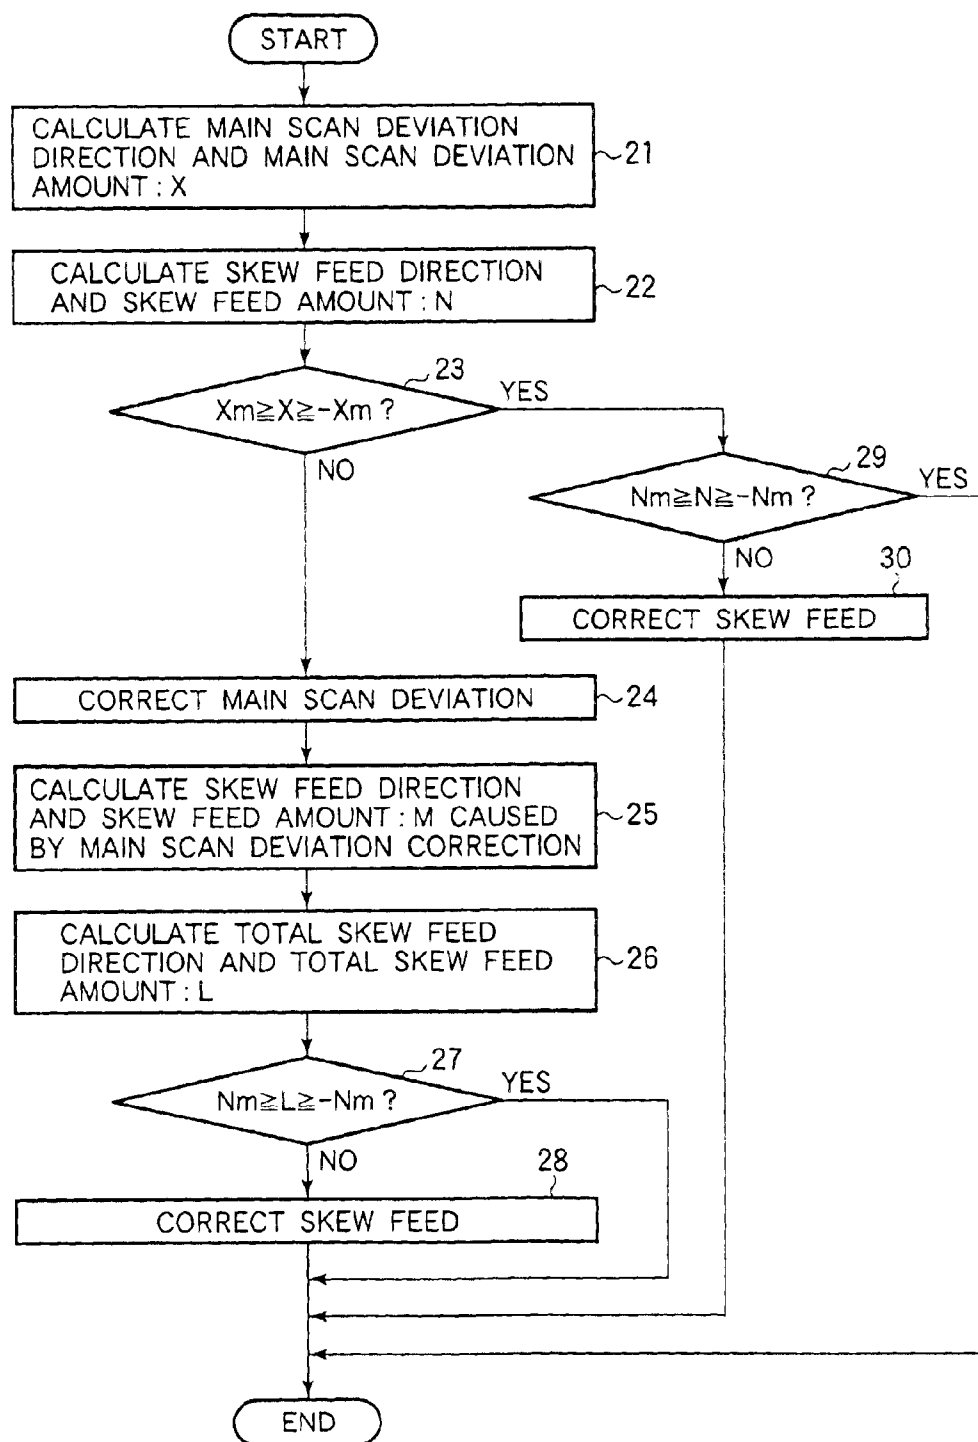 START
CALCULATE MAIN SCAN DEVIATION
DIRECTION AND MAIN SCAN DEVIATION
AMOUNT : X
21
CALCULATE SKEW FEED DIRECTION
AND SKEW FEED AMOUNT : N
22
23
Xm≧X≧-Xm ?
YES
NO
29
Nm≧N≧-Nm ?
YES
NO
30
CORRECT SKEW FEED
CORRECT MAIN SCAN DEVIATION
24
CALCULATE SKEW FEED DIRECTION
AND SKEW FEED AMOUNT : M CAUSED
BY MAIN SCAN DEVIATION CORRECTION
25
CALCULATE TOTAL SKEW FEED
DIRECTION AND TOTAL SKEW FEED
AMOUNT : L
26
27
Nm≧L≧-Nm ?
YES
NO
28
CORRECT SKEW FEED
END